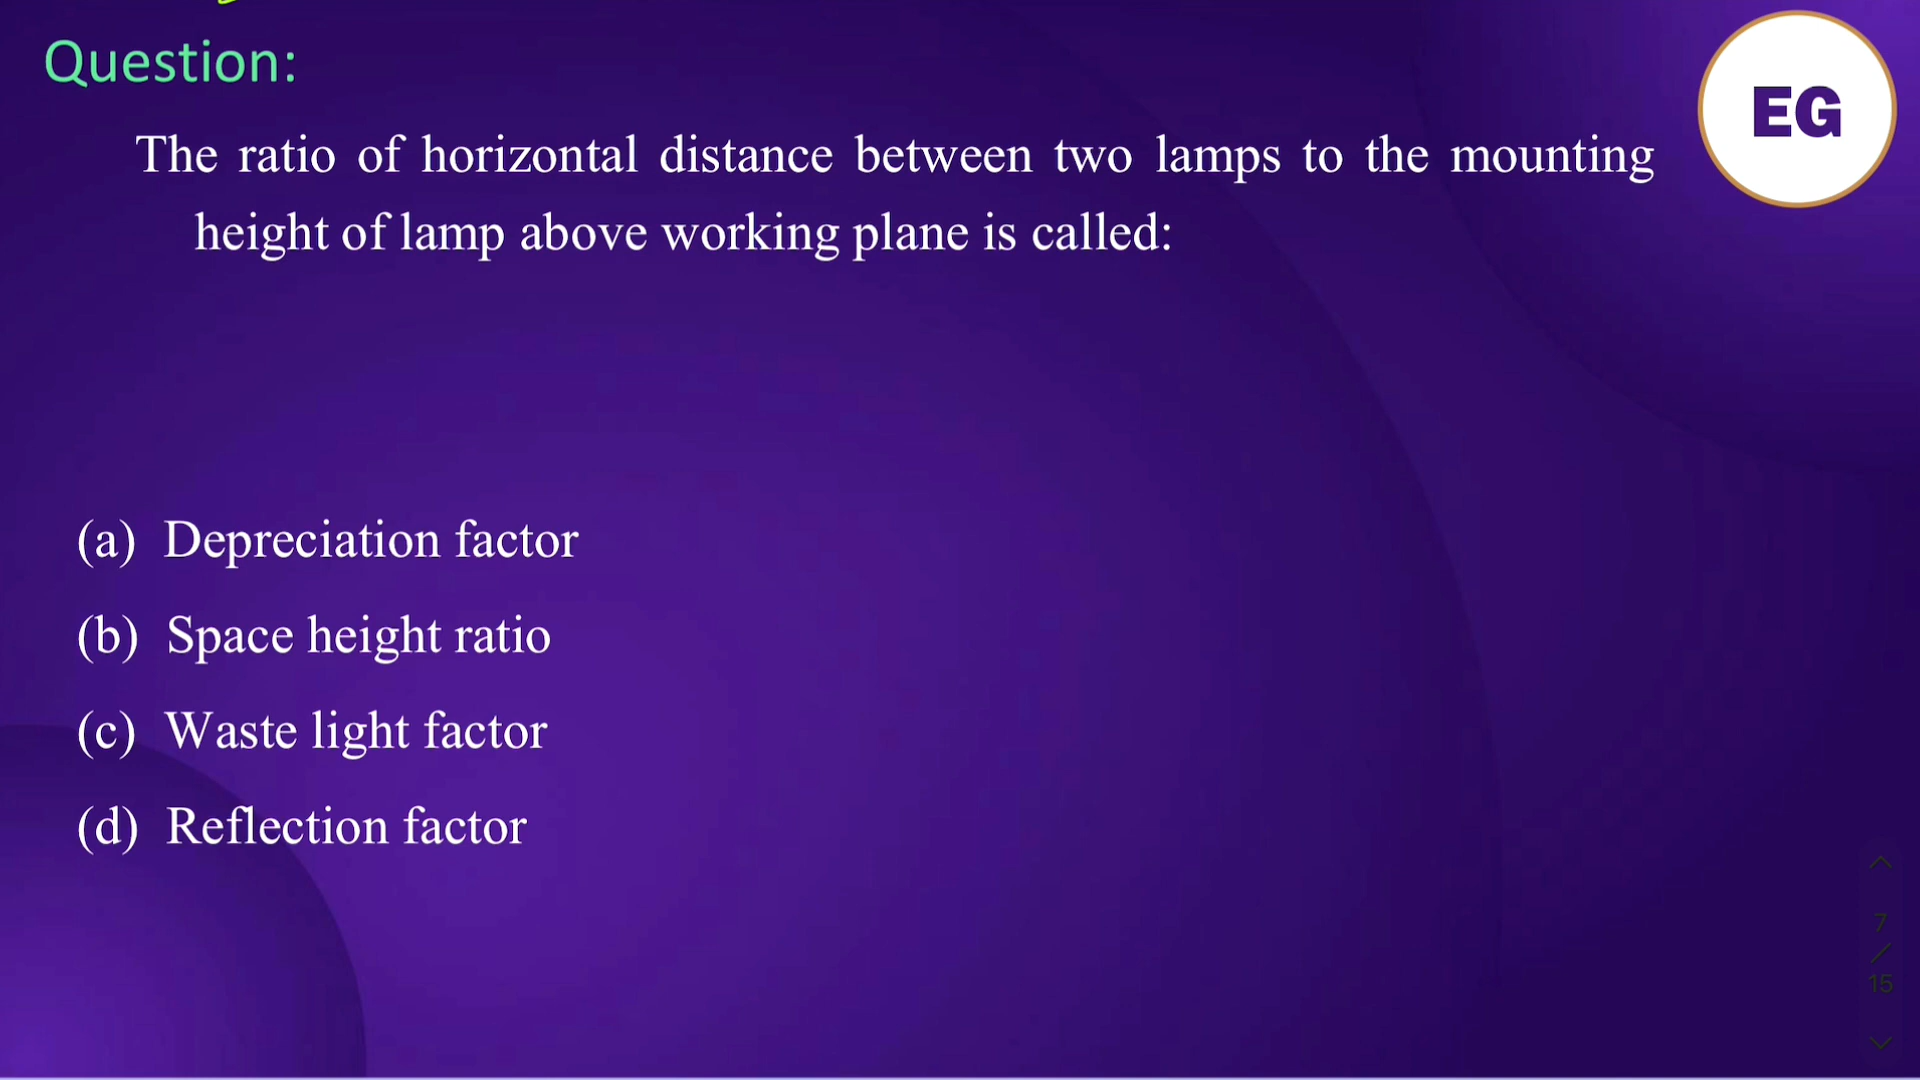 Question:
EG
The ratio of horizontal distance between two lamps to the mounting
height of lamp above working plane is called:
(a) Depreciation factor
(b) Space height ratio
(c) Waste light factor
(d) Reflection factor
7
/
15